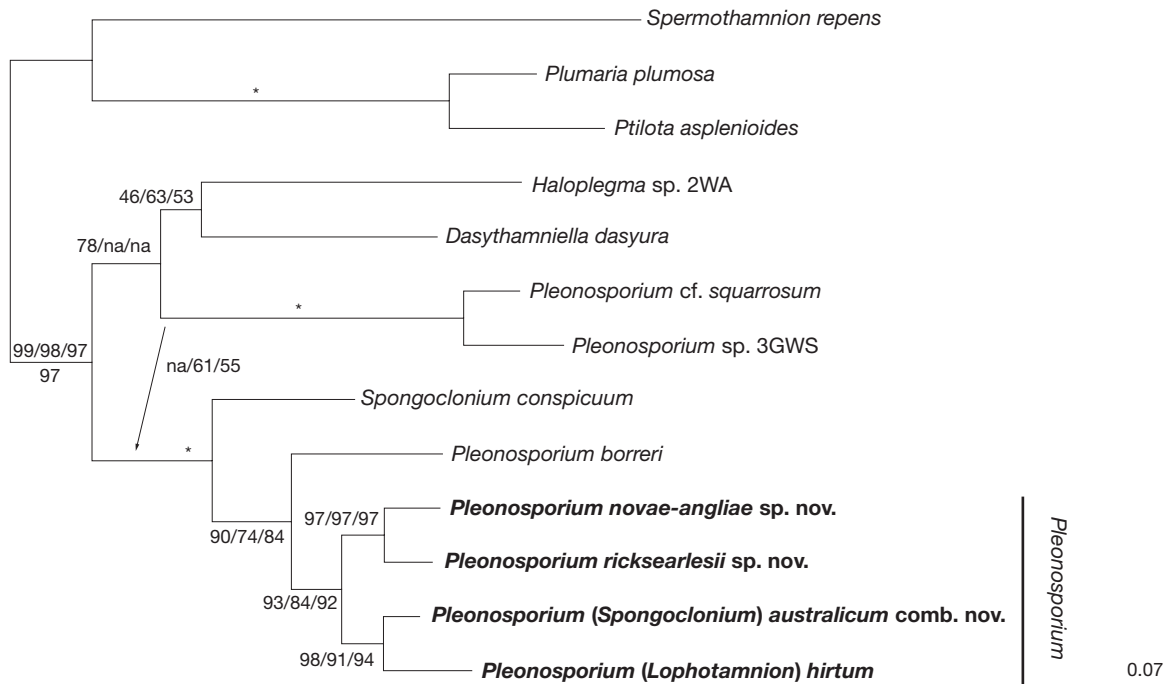 Spermothamnion repens
Plumaria plumosa
*
Ptilota asplenioides
Haloplegma sp. 2WA
46/63/53
Dasythamniella dasyura
78/na/na
Pleonosporium cf. squarrosum
*
Pleonosporium sp. 3GWS
99/98/97
97
na/61/55
Spongoclonium conspicuum
*
Pleonosporium borreri
Pleonosporium novae-angliae sp. nov.
97/97/97
90/74/84
Pleonosporium ricksearlesii sp. nov.
93/84/92
Pleonosporium (Spongoclonium) australicum comb. nov.
98/91/94
Pleonosporium (Lophotamnion) hirtum
Pleonosporium
0.07